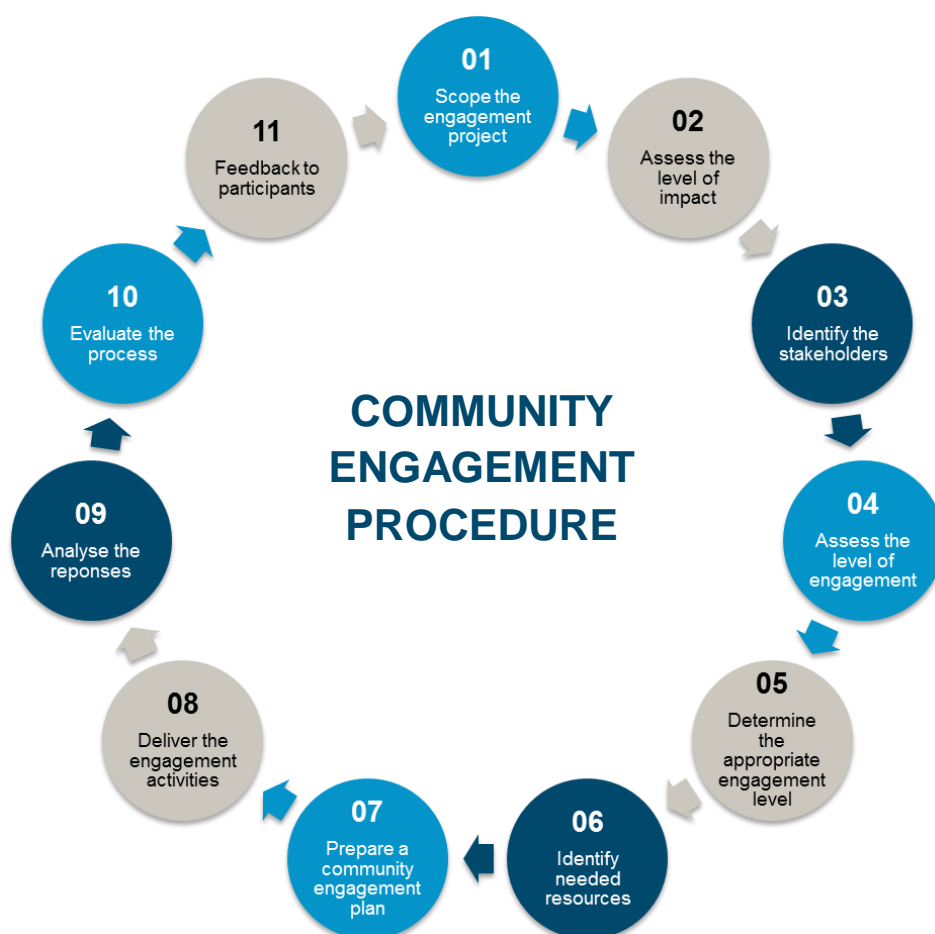 01
Scope the
engagement
project
02
Assess the
level of
impact
03
Identify the
stakeholders
04
Assess the
level of
engagement
05
Determine
the
appropriate
engagement
level
06
Identify
needed
resources
07
Prepare a
community
engagement
plan
08
Deliver the
engagement
activities
09
Analyse the
reponses
10
Evaluate the
process
11
Feedback to
participants
COMMUNITY
ENGAGEMENT
PROCEDURE